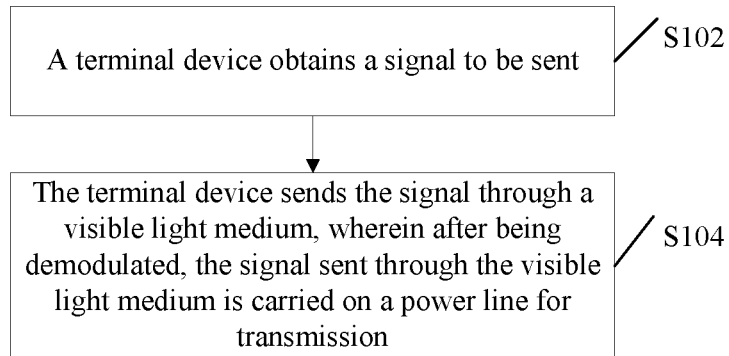 A terminal device obtains a signal to be sent
S102
The terminal device sends the signal through a
visible light medium, wherein after being
demodulated, the signal sent through the visible
light medium is carried on a power line for
transmission
S104